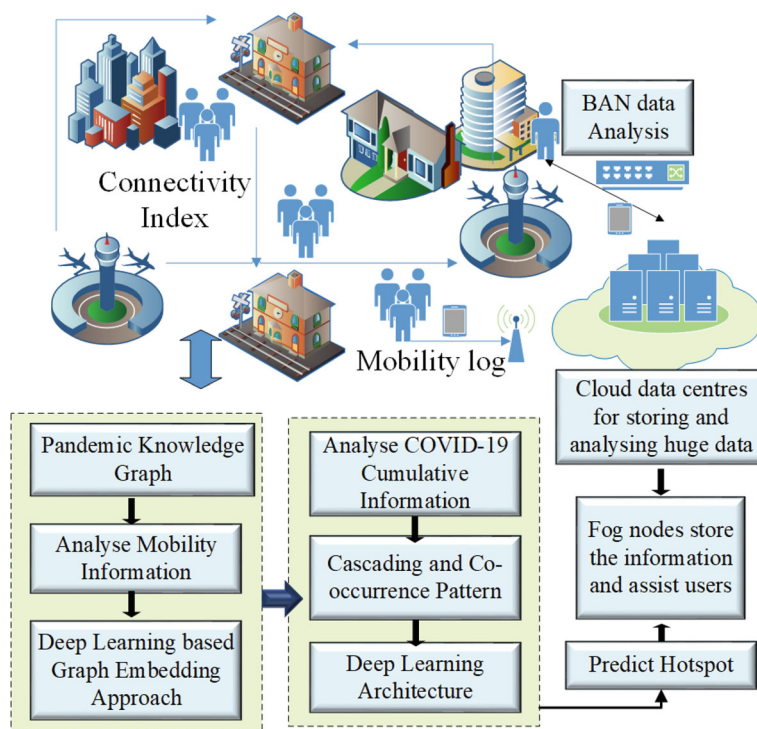 BAN data
Analysis
Connectivity
Index
Mobility log
Cloud data centres
for storing and
analysing huge data
Pandemic Knowledge
Graph
Analyse Mobility
Information
Deep Learning based
Graph Embedding
Approach
Analyse COVID-19
Cumulative
Information
Cascading and Co-
occurrence Pattern
Deep Learning
Architecture
Fog nodes store
the information
and assist users
Predict Hotspot